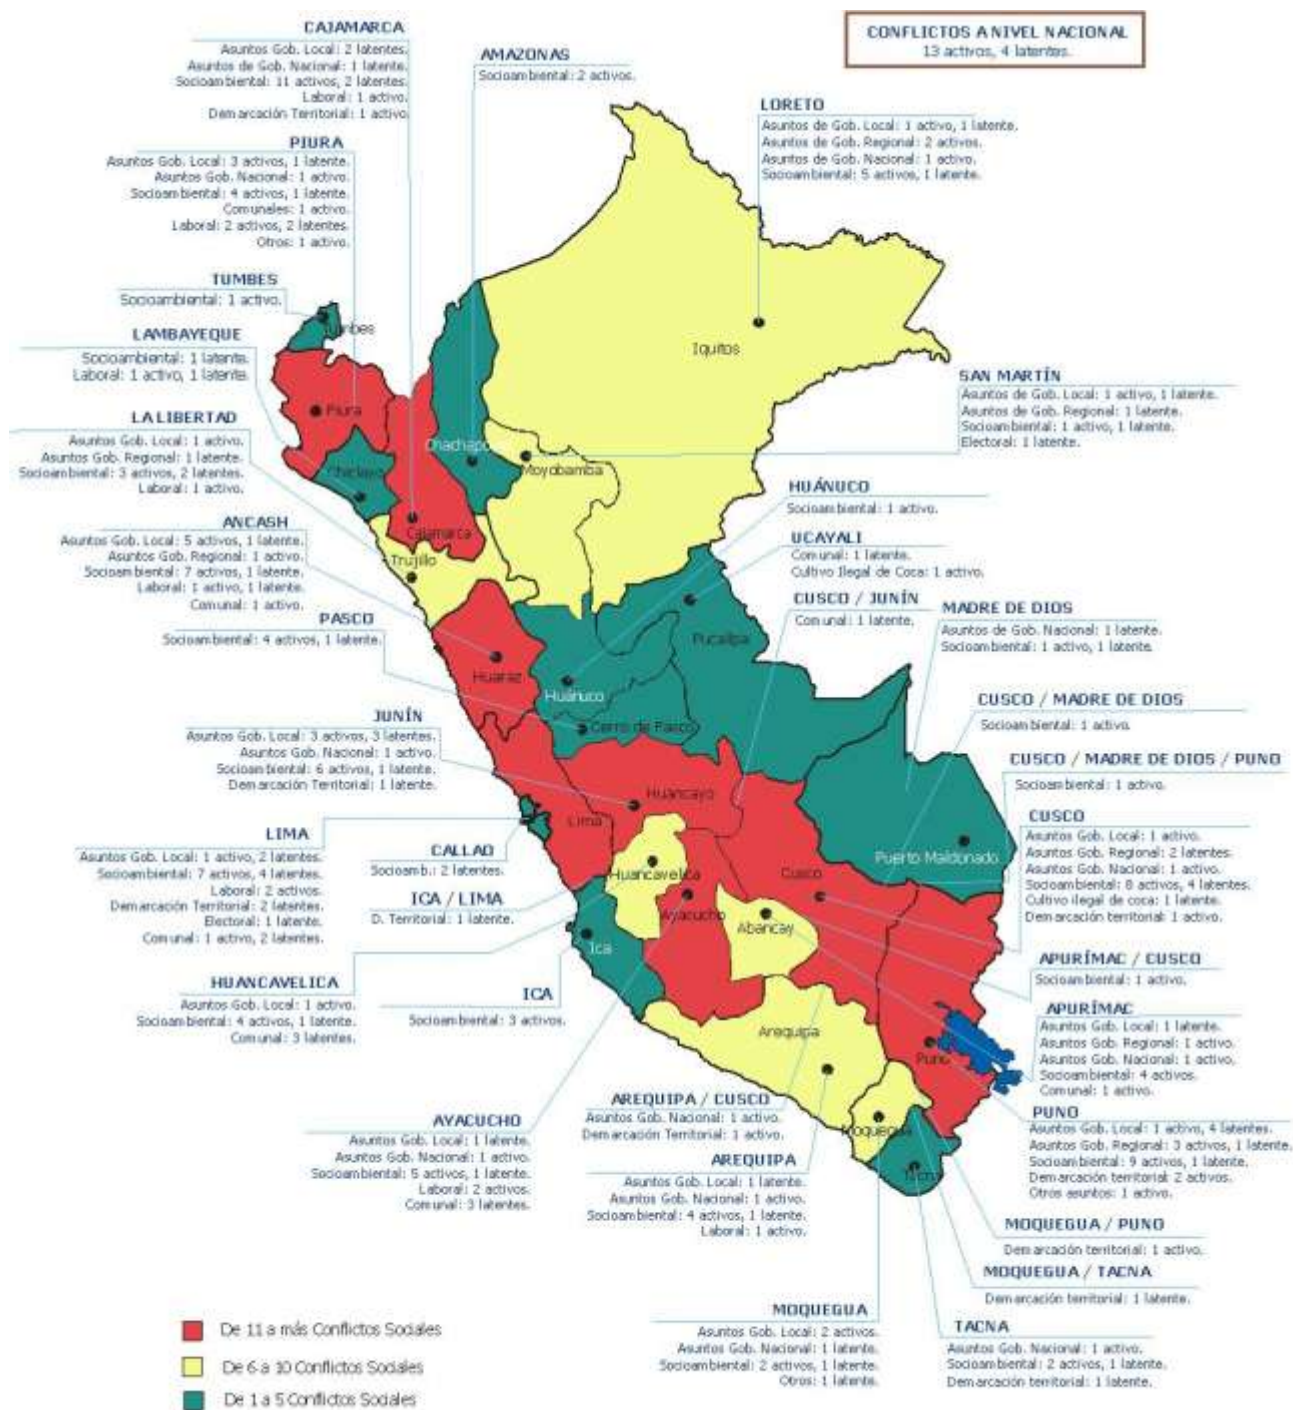 CONFLICTOS A NIVEL NACIONAL
13 activos, 4 latentes.
CAJAMARCA
Asuntos Gob. Local: 2 latentes.
Asuntos de Gob. Nacional: 1 latente.
Socioambiental: 11 activos, 2 latentes.
Laboral: 1 activo.
Demarcación Territorial: 1 activo.
AMAZONAS
Socioambiental: 2 activos.
LORETO
Asuntos de Gob. Local: 1 activo, 1 latente.
Asuntos de Gob. Regional: 2 activos.
Asuntos de Gob. Nacional: 1 activo.
Socioambiental: 5 activos, 1 latente.
PIURA
Asuntos Gob. Local: 3 activos, 1 latente.
Asuntos Gob. Nacional: 1 activo.
Socioambiental: 4 activos, 1 latente.
Comunales: 1 activo.
Laboral: 2 activos, 2 latentes.
Otros: 1 activo.
TUMBES
Socioambiental: 1 activo.
LAMBAYEQUE
Socioambiental: 1 latente.
Laboral: 1 activo, 1 latente.
SAN MARTÍN
Asuntos de Gob. Local: 1 activo, 1 latente.
Asuntos de Gob. Regional: 1 latente.
Socioambiental: 1 activo, 1 latente.
Electoral: 1 latente.
LA LIBERTAD
Asuntos Gob. Local: 1 activo.
Asuntos Gob. Regional: 1 latente.
Socioambiental: 3 activos, 2 latentes.
Laboral: 1 activo.
HUÁNUCO
Socioambiental: 1 activo.
ANCASH
Asuntos Gob. Local: 5 activos, 1 latente.
Asuntos Gob. Regional: 1 activo.
Socioambiental: 7 activos, 1 latente.
Laboral: 1 activo, 1 latente.
Comunal: 1 activo.
UCAYALI
Comunal: 1 latente.
Cultivo Ilegal de Coca: 1 activo.
CUSCO / JUNÍN
Comunal: 1 latente.
MADRE DE DIOS
Asuntos de Gob. Nacional: 1 latente.
Socioambiental: 1 activo, 1 latente.
PASCO
Socioambiental: 4 activos, 1 latente.
CUSCO / MADRE DE DIOS
Socioambiental: 1 activo.
JUNÍN
Asuntos Gob. Local: 3 activos, 3 latentes.
Asuntos Gob. Nacional: 1 activo.
Socioambiental: 6 activos, 1 latente.
Demarcación Territorial: 1 latente.
CUSCO / MADRE DE DIOS / PUNO
Socioambiental: 1 activo.
CUSCO
Asuntos Gob. Local: 1 activo.
Asuntos Gob. Regional: 2 latentes.
Asuntos Gob. Nacional: 1 activo.
Socioambiental: 8 activos, 4 latentes.
Cultivo ilegal de coca: 1 latente.
Demarcación territorial: 1 activo.
LIMA
Asuntos Gob. Local: 1 activo, 2 latentes.
Socioambiental: 7 activos, 4 latentes.
Laboral: 2 activos.
Demarcación Territorial: 2 latentes.
Electoral: 1 latente.
Comunal: 1 activo, 2 latentes.
CALLAO
Socioamb.: 2 latentes.
ICA / LIMA
D. Territorial: 1 latente.
HUANCAVELICA
Asuntos Gob. Local: 1 activo.
Socioambiental: 4 activos, 1 latente.
Comunal: 3 latentes.
ICA
Socioambiental: 3 activos.
APURÍMAC / CUSCO
Socioambiental: 1 activo.
APURÍMAC
Asuntos Gob. Local: 1 latente.
Asuntos Gob. Regional: 1 activo.
Asuntos Gob. Nacional: 1 activo.
Socioambiental: 4 activos.
Comunal: 1 activo.
AYACUCHO
Asuntos Gob. Local: 1 latente.
Asuntos Gob. Nacional: 1 activo.
Socioambiental: 5 activos, 1 latente.
Laboral: 2 activos.
Comunal: 3 latentes.
AREQUIPA / CUSCO
Asuntos Gob. Nacional: 1 activo.
Demarcación Territorial: 1 activo.
AREQUIPA
Asuntos Gob. Local: 1 latente.
Asuntos Gob. Nacional: 1 activo.
Socioambiental: 4 activos, 1 latente.
Laboral: 1 activo.
PUNO
Asuntos Gob. Local: 1 activo, 4 latentes.
Asuntos Gob. Regional: 3 activos, 1 latente.
Socioambiental: 9 activos, 1 latente.
Demarcación territorial: 2 activos.
Otros asuntos: 1 activo.
MOQUEGUA / PUNO
Demarcación territorial: 1 activo.
MOQUEGUA / TACNA
Demarcación territorial: 1 latente.
MOQUEGUA
Asuntos Gob. Local: 2 activos.
Asuntos Gob. Nacional: 1 latente.
Socioambiental: 2 activos, 1 latente.
Otros: 1 latente.
TACNA
Asuntos Gob. Nacional: 1 activo.
Socioambiental: 2 activos, 1 latente.
Demarcación territorial: 1 latente.
Iquitos
Piura
Chiclayo
Moyobamba
Cajamarca
Trujillo
Huaraz
Pucallpa
Huánuco
Cerro de Pasco
Huancayo
Lima
Puerto Maldonado
Huancavelica
Cusco
Ayacucho
Abancay
Ica
Arequipa
Puno
Moquegua
Tacna
De 11 a más Conflictos Sociales
De 6 a 10 Conflictos Sociales
De 1 a 5 Conflictos Sociales